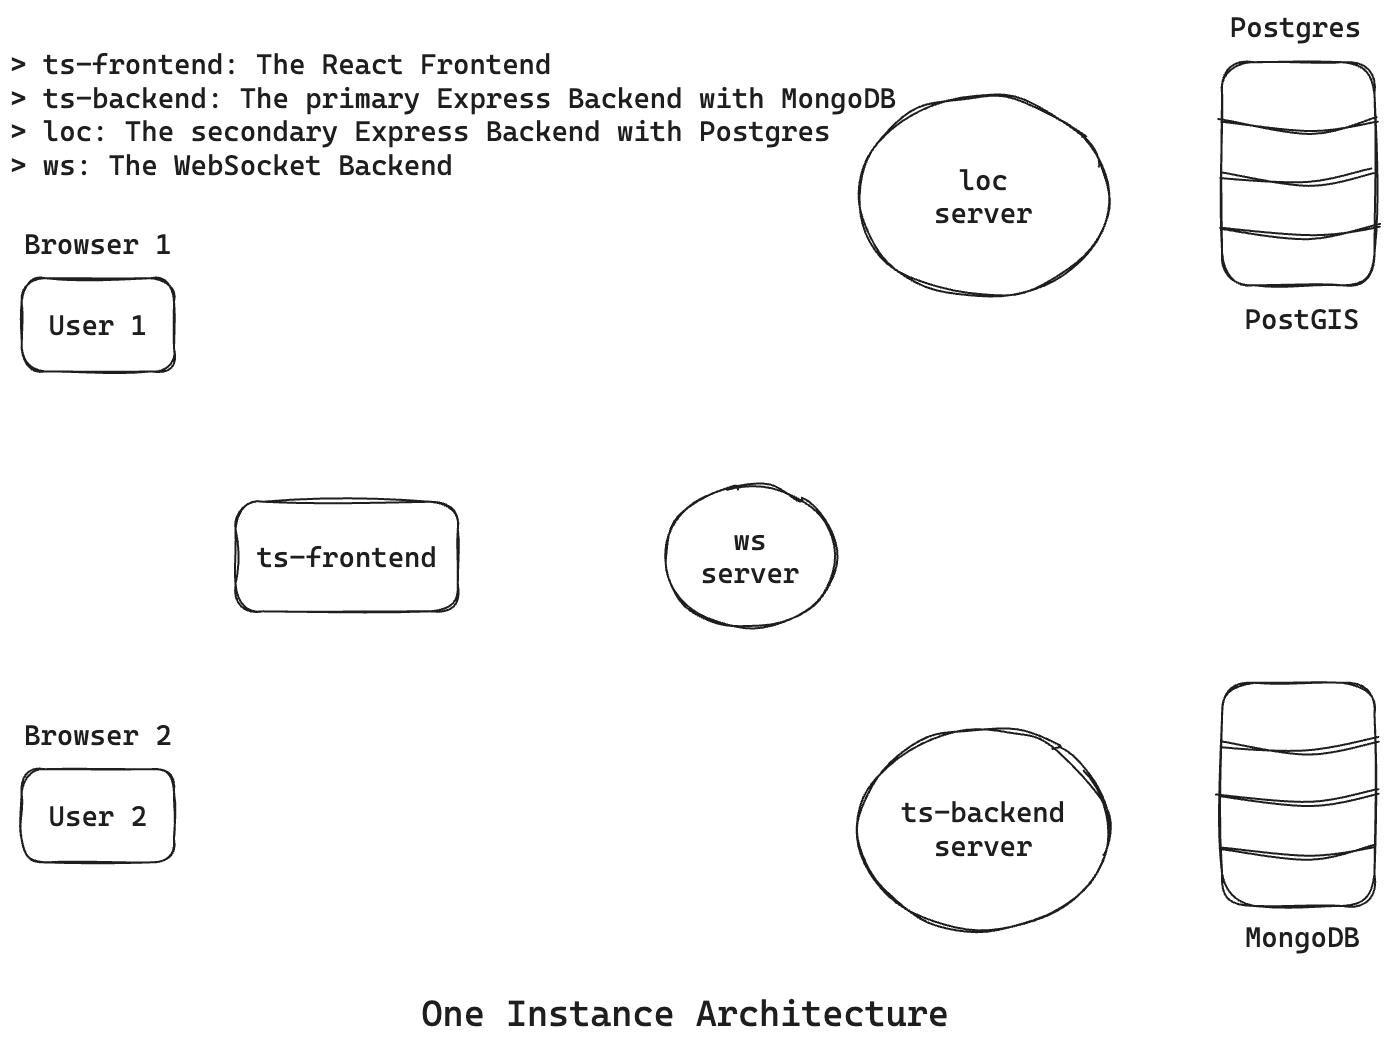 > ts-frontend: The React Frontend
> ts-backend: The primary Express Backend with MongoDB
> loc: The secondary Express Backend with Postgres
> ws: The WebSocket Backend
Postgres
loc
server
PostGIS
Browser 1
User 1
ts-frontend
ws
server
Browser 2
User 2
ts-backend
server
MongoDB
One Instance Architecture